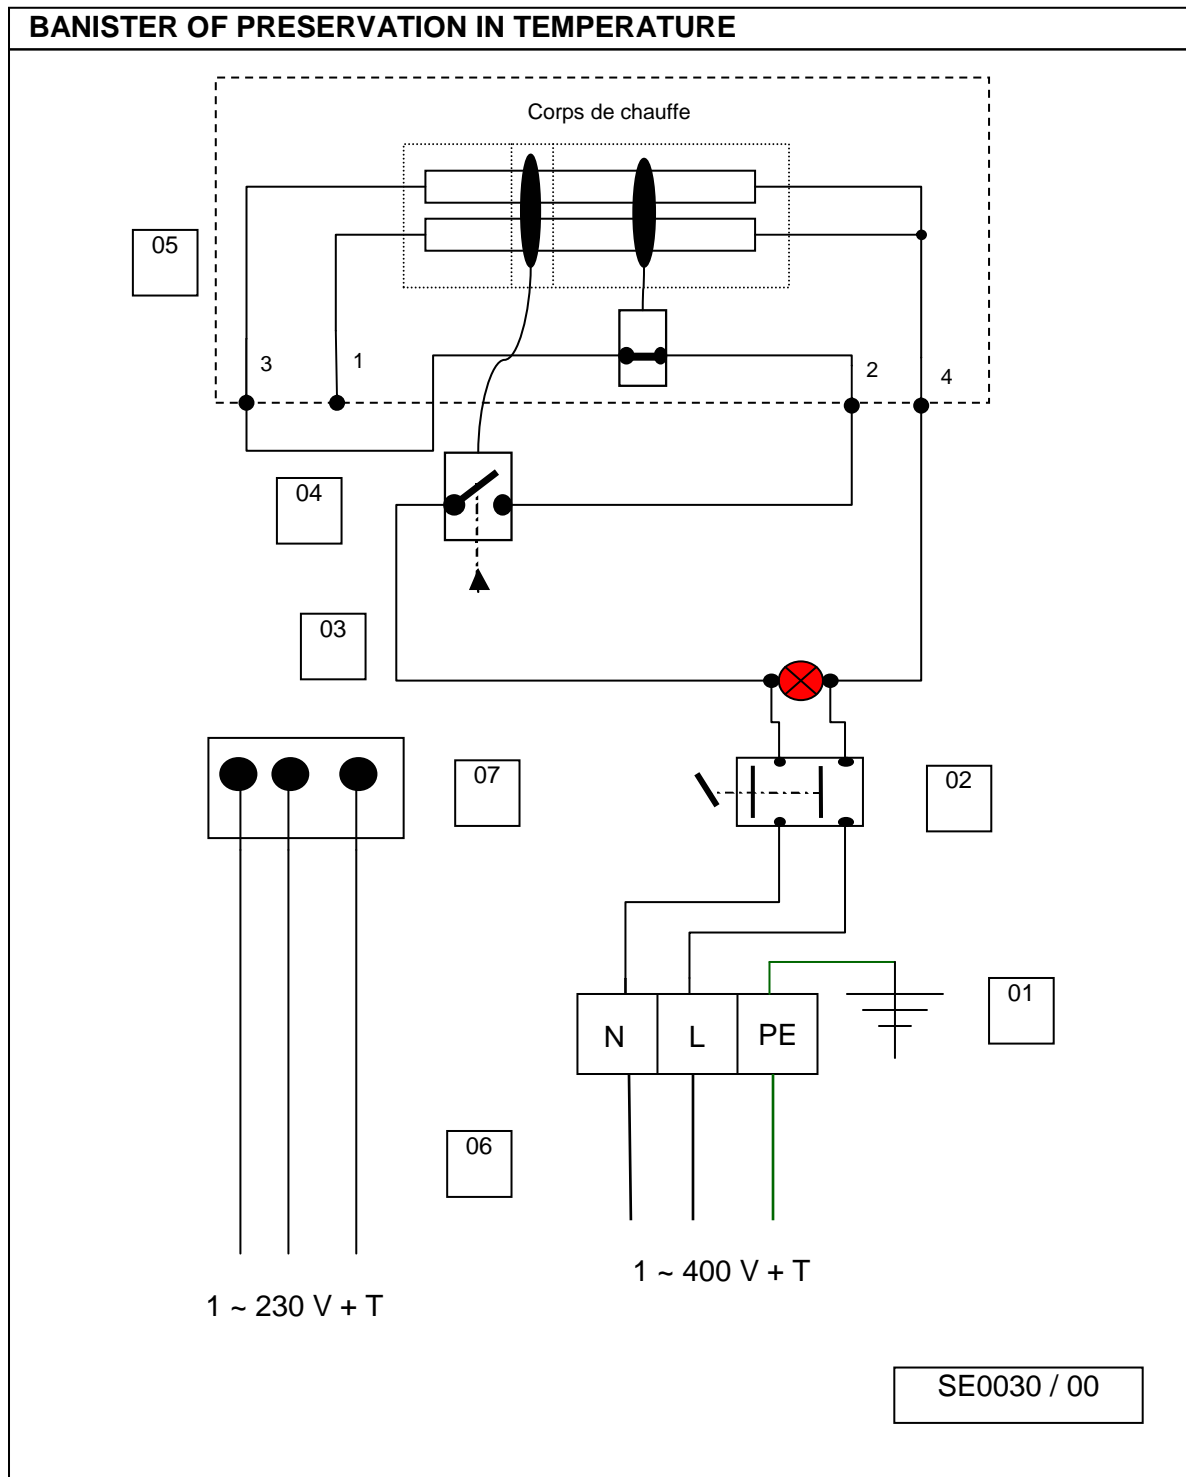 BANISTER OF PRESERVATION IN TEMPERATURE
Corps de chauffe
05
3
1
2
4
04
03
07
02
01
N L PE
06
1 ~ 400 V + T
1 ~ 230 V + T
SE0030 / 00